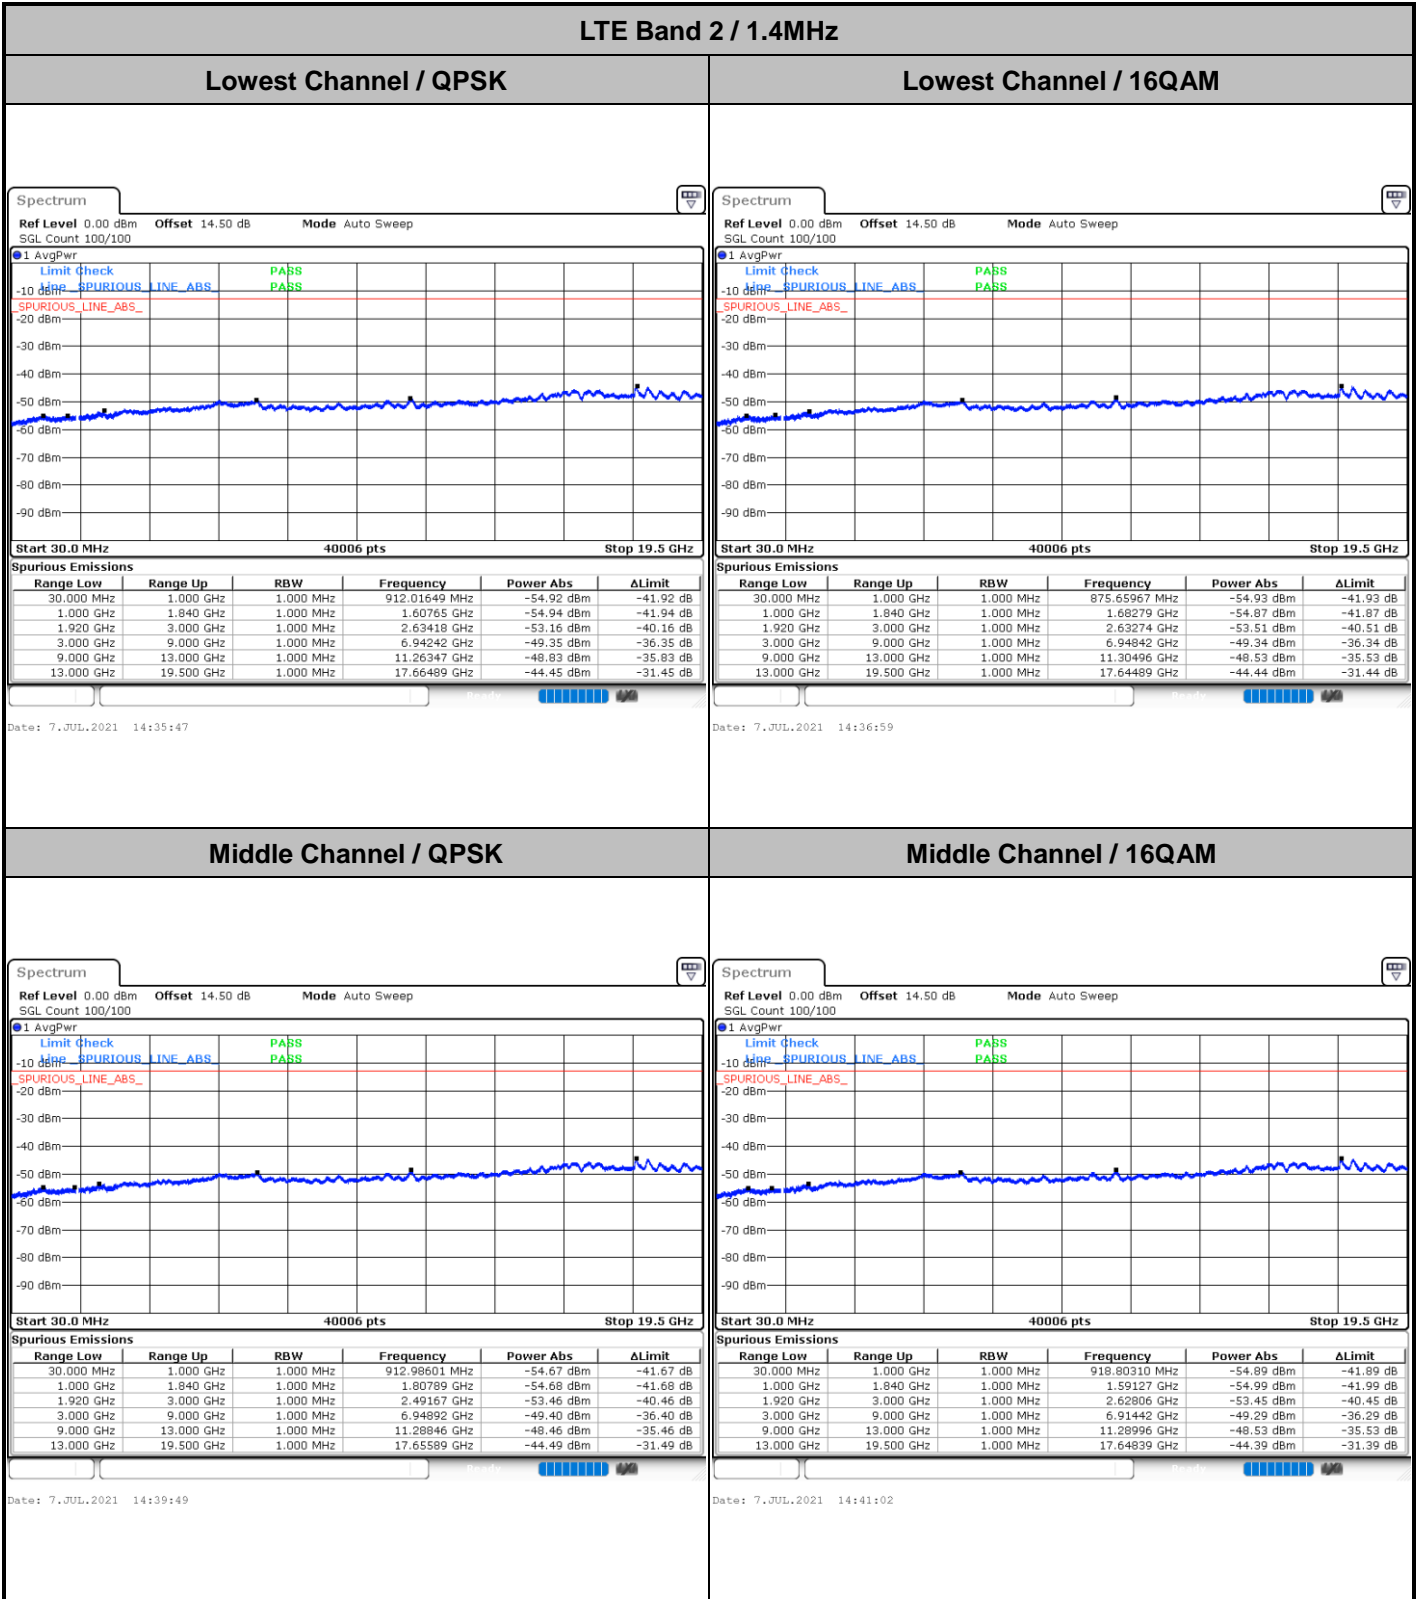 LTE Band 2 / 1.4MHz
Lowest Channel / QPSK
Lowest Channel / 16QAM
Spectrum
Ref Level 0.00 dBm Offset 14.50 dB Mode Auto Sweep
SGL Count 100/100
1 AvgPwr
Limit Check PASS
Line _SPURIOUS_LINE_ABS_ PASS
-10 dBm
_SPURIOUS_LINE_ABS_
-20 dBm
-30 dBm
-40 dBm
-50 dBm
-60 dBm
-70 dBm
-80 dBm
-90 dBm
Start 30.0 MHz 40006 pts Stop 19.5 GHz
Spurious Emissions
Range Low Range Up RBW Frequency Power Abs ΔLimit
30.000 MHz 1.000 GHz 1.000 MHz 912.01649 MHz -54.92 dBm -41.92 dB
1.000 GHz 1.840 GHz 1.000 MHz 1.60765 GHz -54.94 dBm -41.94 dB
1.920 GHz 3.000 GHz 1.000 MHz 2.63418 GHz -53.16 dBm -40.16 dB
3.000 GHz 9.000 GHz 1.000 MHz 6.94242 GHz -49.35 dBm -36.35 dB
9.000 GHz 13.000 GHz 1.000 MHz 11.26347 GHz -48.83 dBm -35.83 dB
13.000 GHz 19.500 GHz 1.000 MHz 17.66489 GHz -44.45 dBm -31.45 dB
Ready
Date: 7.JUL.2021 14:35:47
Spectrum
Ref Level 0.00 dBm Offset 14.50 dB Mode Auto Sweep
SGL Count 100/100
1 AvgPwr
Limit Check PASS
Line _SPURIOUS_LINE_ABS_ PASS
-10 dBm
_SPURIOUS_LINE_ABS_
-20 dBm
-30 dBm
-40 dBm
-50 dBm
-60 dBm
-70 dBm
-80 dBm
-90 dBm
Start 30.0 MHz 40006 pts Stop 19.5 GHz
Spurious Emissions
Range Low Range Up RBW Frequency Power Abs ΔLimit
30.000 MHz 1.000 GHz 1.000 MHz 875.65967 MHz -54.93 dBm -41.93 dB
1.000 GHz 1.840 GHz 1.000 MHz 1.68279 GHz -54.87 dBm -41.87 dB
1.920 GHz 3.000 GHz 1.000 MHz 2.63274 GHz -53.51 dBm -40.51 dB
3.000 GHz 9.000 GHz 1.000 MHz 6.94842 GHz -49.34 dBm -36.34 dB
9.000 GHz 13.000 GHz 1.000 MHz 11.30496 GHz -48.53 dBm -35.53 dB
13.000 GHz 19.500 GHz 1.000 MHz 17.64489 GHz -44.44 dBm -31.44 dB
Ready
Date: 7.JUL.2021 14:36:59
Middle Channel / QPSK
Middle Channel / 16QAM
Spectrum
Ref Level 0.00 dBm Offset 14.50 dB Mode Auto Sweep
SGL Count 100/100
1 AvgPwr
Limit Check PASS
Line _SPURIOUS_LINE_ABS_ PASS
-10 dBm
_SPURIOUS_LINE_ABS_
-20 dBm
-30 dBm
-40 dBm
-50 dBm
-60 dBm
-70 dBm
-80 dBm
-90 dBm
Start 30.0 MHz 40006 pts Stop 19.5 GHz
Spurious Emissions
Range Low Range Up RBW Frequency Power Abs ΔLimit
30.000 MHz 1.000 GHz 1.000 MHz 912.98601 MHz -54.67 dBm -41.67 dB
1.000 GHz 1.840 GHz 1.000 MHz 1.80789 GHz -54.68 dBm -41.68 dB
1.920 GHz 3.000 GHz 1.000 MHz 2.49167 GHz -53.46 dBm -40.46 dB
3.000 GHz 9.000 GHz 1.000 MHz 6.94892 GHz -49.40 dBm -36.40 dB
9.000 GHz 13.000 GHz 1.000 MHz 11.28846 GHz -48.46 dBm -35.46 dB
13.000 GHz 19.500 GHz 1.000 MHz 17.65589 GHz -44.49 dBm -31.49 dB
Ready
Date: 7.JUL.2021 14:39:49
Spectrum
Ref Level 0.00 dBm Offset 14.50 dB Mode Auto Sweep
SGL Count 100/100
1 AvgPwr
Limit Check PASS
Line _SPURIOUS_LINE_ABS_ PASS
-10 dBm
_SPURIOUS_LINE_ABS_
-20 dBm
-30 dBm
-40 dBm
-50 dBm
-60 dBm
-70 dBm
-80 dBm
-90 dBm
Start 30.0 MHz 40006 pts Stop 19.5 GHz
Spurious Emissions
Range Low Range Up RBW Frequency Power Abs ΔLimit
30.000 MHz 1.000 GHz 1.000 MHz 918.80310 MHz -54.89 dBm -41.89 dB
1.000 GHz 1.840 GHz 1.000 MHz 1.59127 GHz -54.99 dBm -41.99 dB
1.920 GHz 3.000 GHz 1.000 MHz 2.62806 GHz -53.45 dBm -40.45 dB
3.000 GHz 9.000 GHz 1.000 MHz 6.91442 GHz -49.29 dBm -36.29 dB
9.000 GHz 13.000 GHz 1.000 MHz 11.28996 GHz -48.53 dBm -35.53 dB
13.000 GHz 19.500 GHz 1.000 MHz 17.64839 GHz -44.39 dBm -31.39 dB
Ready
Date: 7.JUL.2021 14:41:02